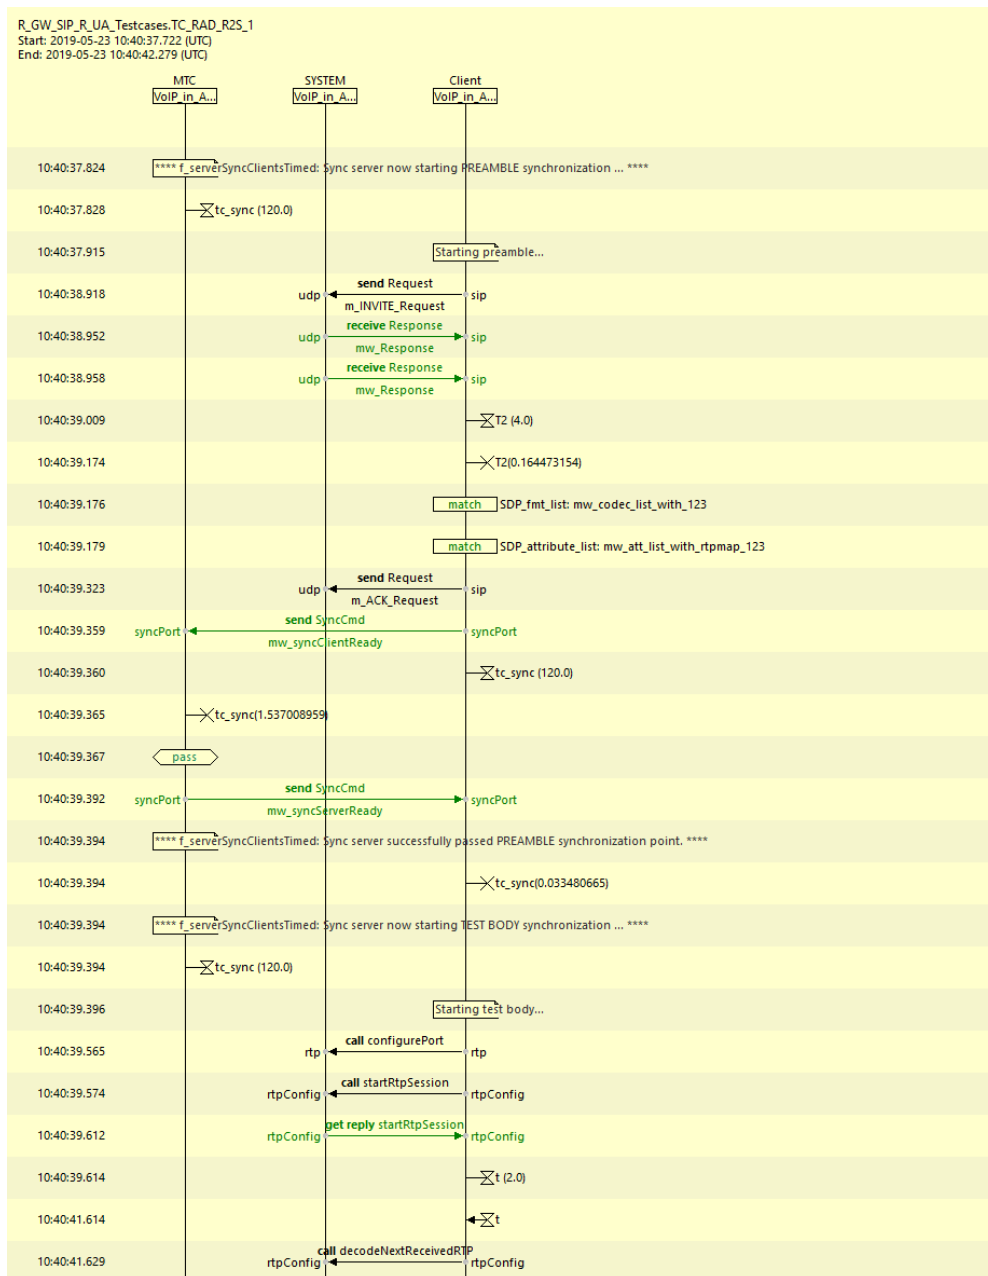 R_GW_SIP_R_UA_Testcases.TC_RAD_R2S_1
Start: 2019-05-23 10:40:37.722 (UTC)
End: 2019-05-23 10:40:42.279 (UTC)
MTC SYSTEM Client
VoIP_in_A... VoIP_in_A... VoIP_in_A...
10:40:37.824 **** f_serverSyncClientsTimed: Sync server now starting PREAMBLE synchronization ... ****
10:40:37.828 tc_sync (120.0)
10:40:37.915 Starting preamble...
send Request
10:40:38.918 udp sip
m_INVITE_Request
receive Response
10:40:38.952 udp sip
mw_Response
receive Response
10:40:38.958 udp sip
mw_Response
10:40:39.009 T2 (4.0)
10:40:39.174 T2(0.164473154)
10:40:39.176 match SDP_fmt_list: mw_codec_list_with_123
10:40:39.179 match SDP_attribute_list: mw_att_list_with_rtpmap_123
send Request
10:40:39.323 udp sip
m_ACK_Request
send SyncCmd
10:40:39.359 syncPort syncPort
mw_syncClientReady
10:40:39.360 tc_sync (120.0)
10:40:39.365 tc_sync(1.537008959)
10:40:39.367 pass
send SyncCmd
10:40:39.392 syncPort syncPort
mw_syncServerReady
10:40:39.394 **** f_serverSyncClientsTimed: Sync server successfully passed PREAMBLE synchronization point. ****
10:40:39.394 tc_sync(0.033480665)
10:40:39.394 **** f_serverSyncClientsTimed: Sync server now starting TEST BODY synchronization ... ****
10:40:39.394 tc_sync (120.0)
10:40:39.396 Starting test body...
call configurePort
10:40:39.565 rtp rtp
call startRtpSession
10:40:39.574 rtpConfig rtpConfig
get reply startRtpSession
10:40:39.612 rtpConfig rtpConfig
10:40:39.614 t (2.0)
10:40:41.614 t
call decodeNextReceivedRTP
10:40:41.629 rtpConfig rtpConfig